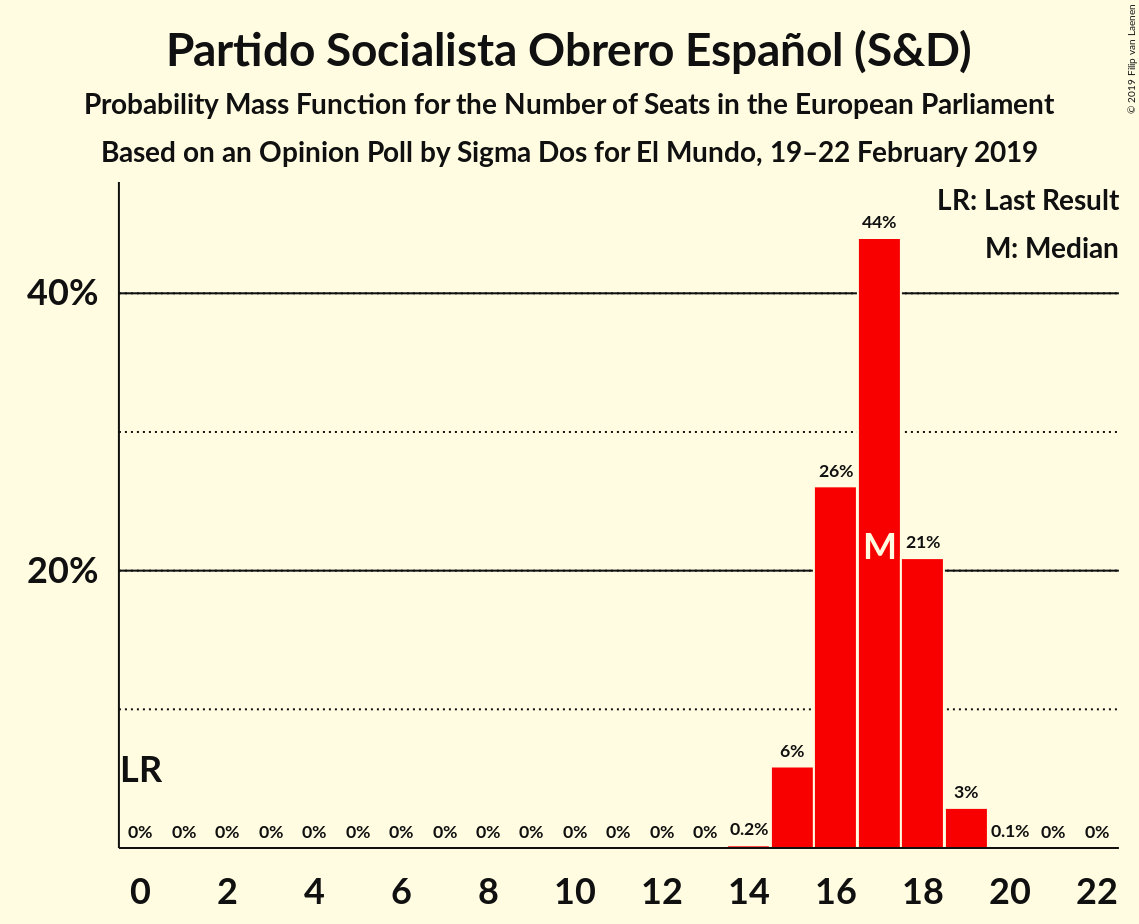 Partido Socialista Obrero Español (S&D)
Probability Mass Function for the Number of Seats in the European Parliament
Based on an Opinion Poll by Sigma Dos for El Mundo, 19–22 February 2019
© 2019 Filip van Laenen
LR: Last Result
M: Median
44%
40%
26%
M
21%
20%
6%
LR
3%
0% 0% 0% 0% 0% 0% 0% 0% 0% 0% 0% 0% 0% 0% 0.2% 0.1% 0% 0%
0 2 4 6 8 10 12 14 16 18 20 22